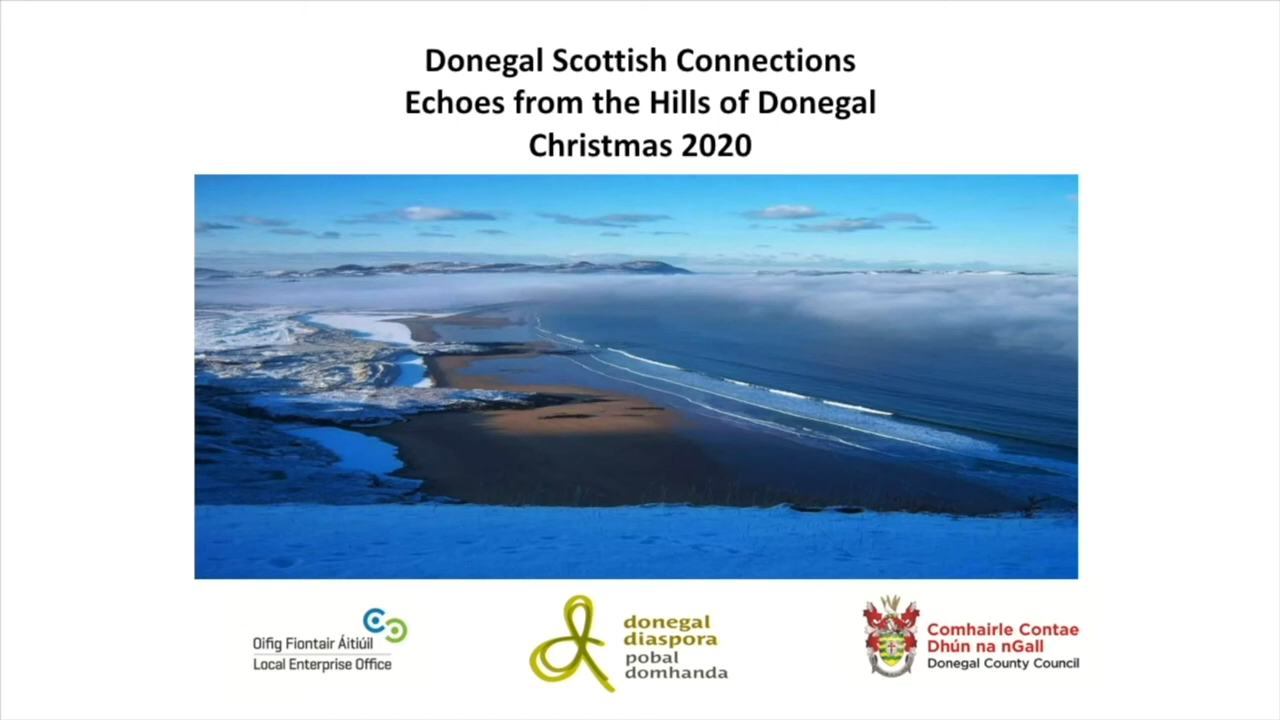 Donegal Scottish Connections
Echoes from the Hills of Donegal
Christmas 2020
Oifig Fiontair Áitiúil
Local Enterprise Office
donegal
diaspora
pobal
domhanda
Comhairle Contae
Dhún na nGall
Donegal County Council